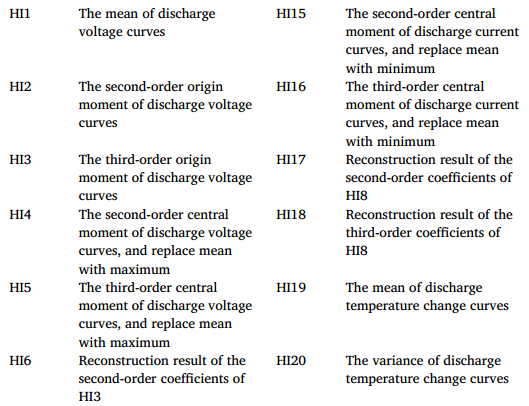 HI1 The mean of discharge
voltage curves
HI2 The second-order origin
moment of discharge voltage
curves
HI3 The third-order origin
moment of discharge voltage
curves
HI4 The second-order central
moment of discharge voltage
curves, and replace mean
with maximum
HI5 The third-order central
moment of discharge voltage
curves, and replace mean
with maximum
HI6 Reconstruction result of the
second-order coefficients of
HI3
HI15 The second-order central
moment of discharge current
curves, and replace mean
with minimum
HI16 The third-order central
moment of discharge current
curves, and replace mean
with minimum
HI17 Reconstruction result of the
second-order coefficients of
HI8
HI18 Reconstruction result of the
third-order coefficients of
HI8
HI19 The mean of discharge
temperature change curves
HI20 The variance of discharge
temperature change curves